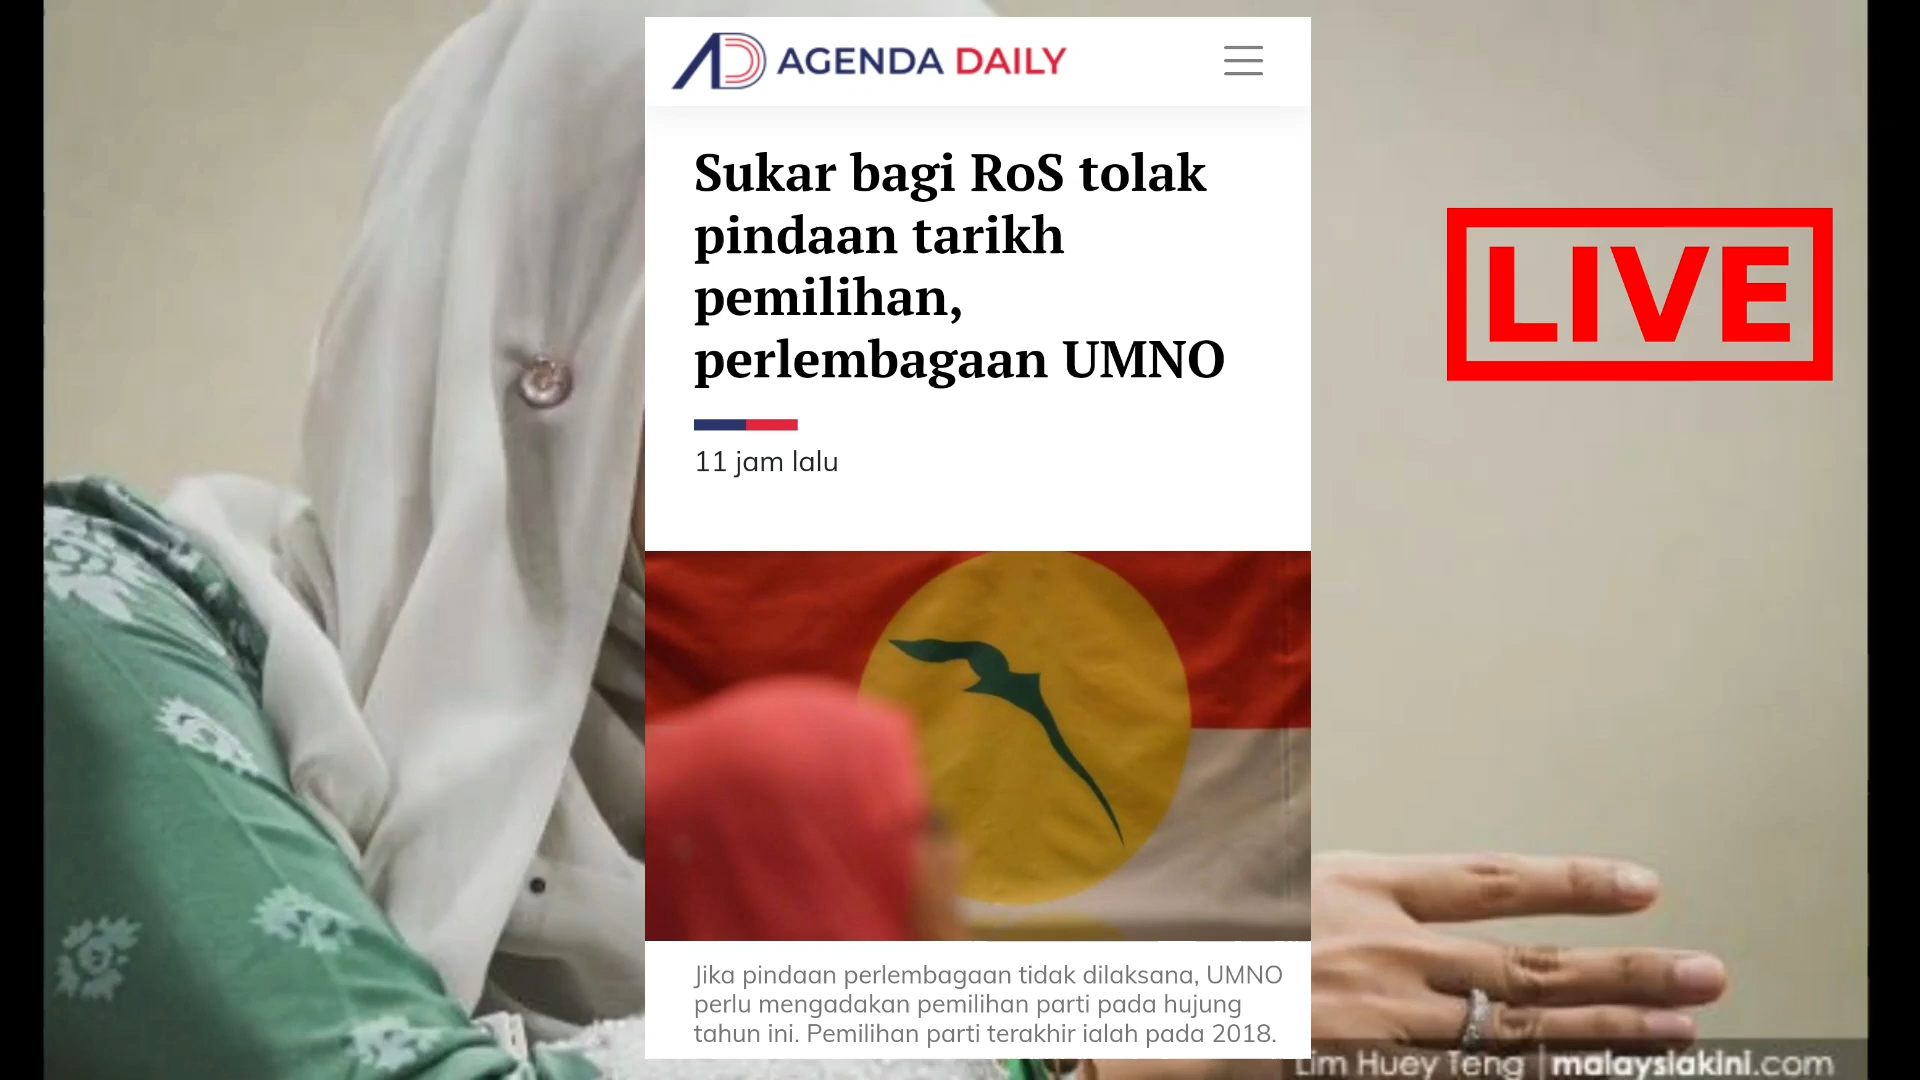 AD AGENDA DAILY
Sukar bagi RoS tolak
pindaan tarikh
pemilihan,
perlembagaan UMNO
11 jam lalu
LIVE
Jika pindaan perlembagaan tidak dilaksana, UMNO
perlu mengadakan pemilihan parti pada hujung
tahun ini. Pemilihan parti terakhir ialah pada 2018.
Lim Huey Teng | malaysiakini.com